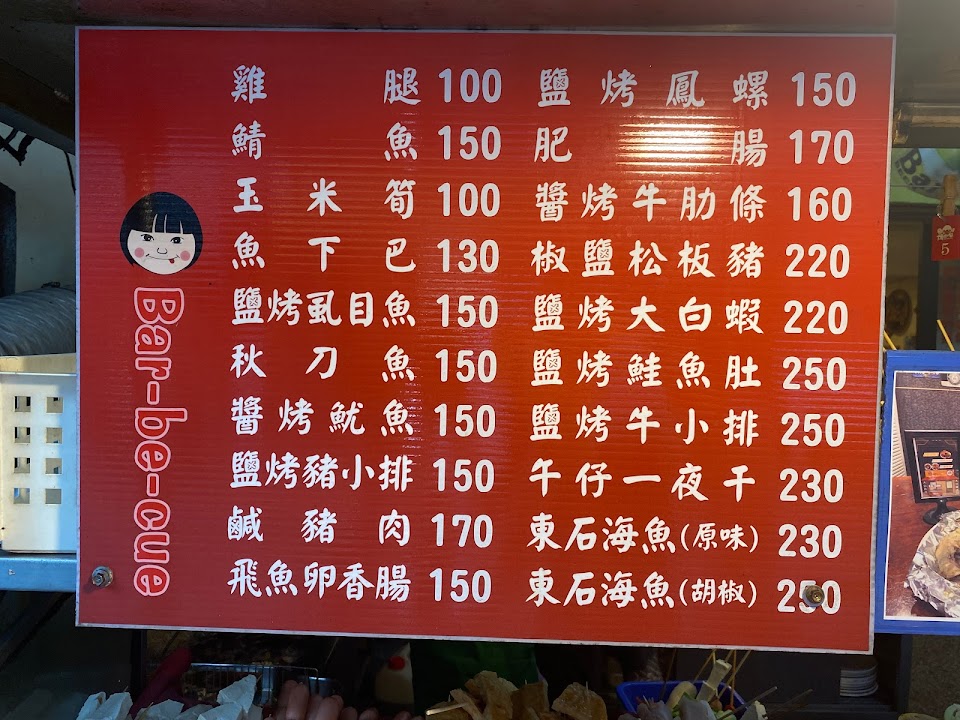 雞腿 100
鯖魚 150
玉米筍 100
魚下巴 130
鹽烤虱目魚 150
秋刀魚 150
醬烤魷魚 150
鹽烤豬小排 150
鹹豬肉 170
飛魚卵香腸 150
鹽烤鳳螺 150
肥腸 170
醬烤牛肋條 160
椒鹽松板豬 220
鹽烤大白蝦 220
鹽烤鮭魚肚 250
鹽烤牛小排 250
午仔一夜干 230
東石海魚(原味) 230
東石海魚(胡椒) 250
Bar-be-cue
5